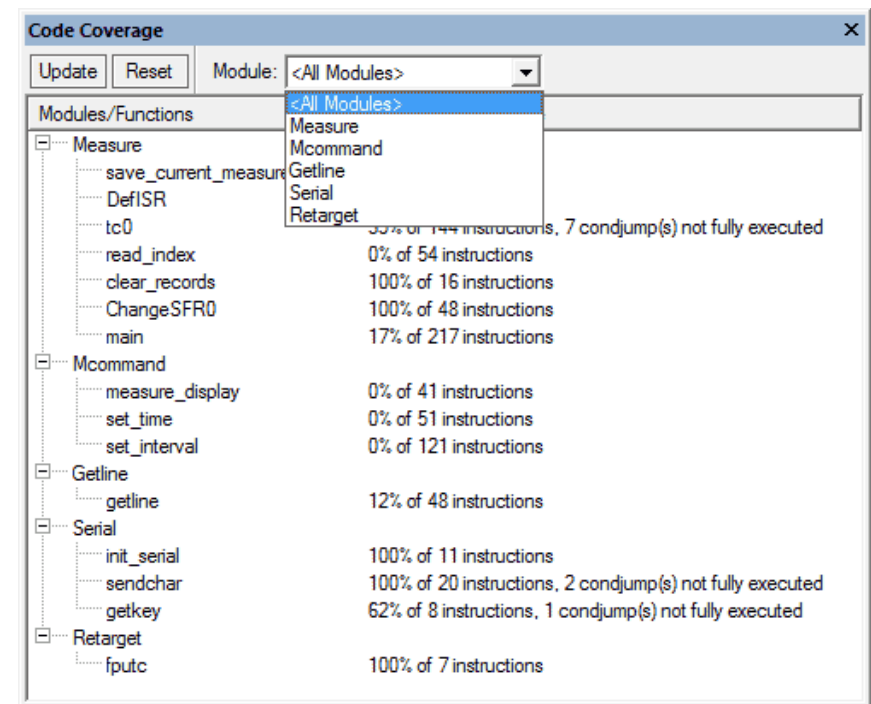 Code Coverage
Update Reset Module: <All Modules>
<All Modules>
Measure
Mcommand
Getline
Serial
Retarget
Modules/Functions
Measure
save_current_measure
DefISR
tc0 of 144 instructions, 7 condjump(s) not fully executed
read_index 0% of 54 instructions
clear_records 100% of 16 instructions
ChangeSFR0 100% of 48 instructions
main 17% of 217 instructions
Mcommand
measure_display 0% of 41 instructions
set_time 0% of 51 instructions
set_interval 0% of 121 instructions
Getline
getline 12% of 48 instructions
Serial
init_serial 100% of 11 instructions
sendchar 100% of 20 instructions, 2 condjump(s) not fully executed
getkey 62% of 8 instructions, 1 condjump(s) not fully executed
Retarget
fputc 100% of 7 instructions